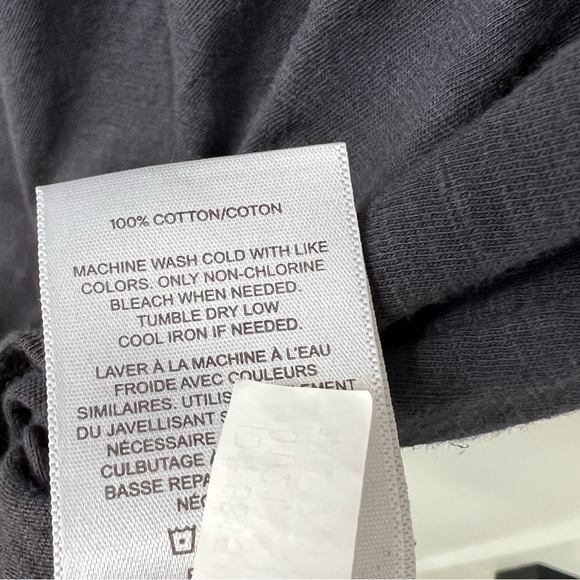 100% COTTON/COTON
MACHINE WASH COLD WITH LIKE
COLORS. ONLY NON-CHLORINE
BLEACH WHEN NEEDED.
TUMBLE DRY LOW
COOL IRON IF NEEDED.
LAVER À LA MACHINE À L'EAU
FROIDE AVEC COULEURS
SIMILAIRES.
DU JAVELLISANT
NÉCESSAIRE
CULBUTAGE
BASSE